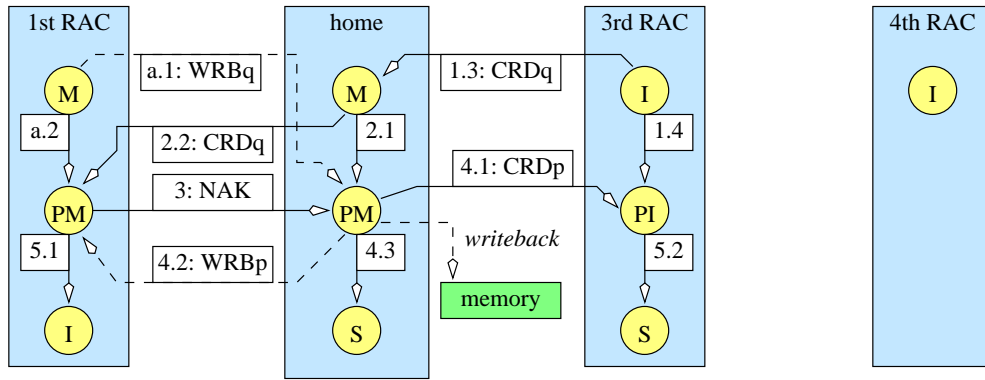 1st RAC
home
3rd RAC
4th RAC
a.1: WRBq
1.3: CRDq
M
M
I
I
a.2
2.2: CRDq
2.1
1.4
4.1: CRDp
PM
3: NAK
PM
PI
5.1
4.2: WRBp
4.3
writeback
5.2
memory
I
S
S